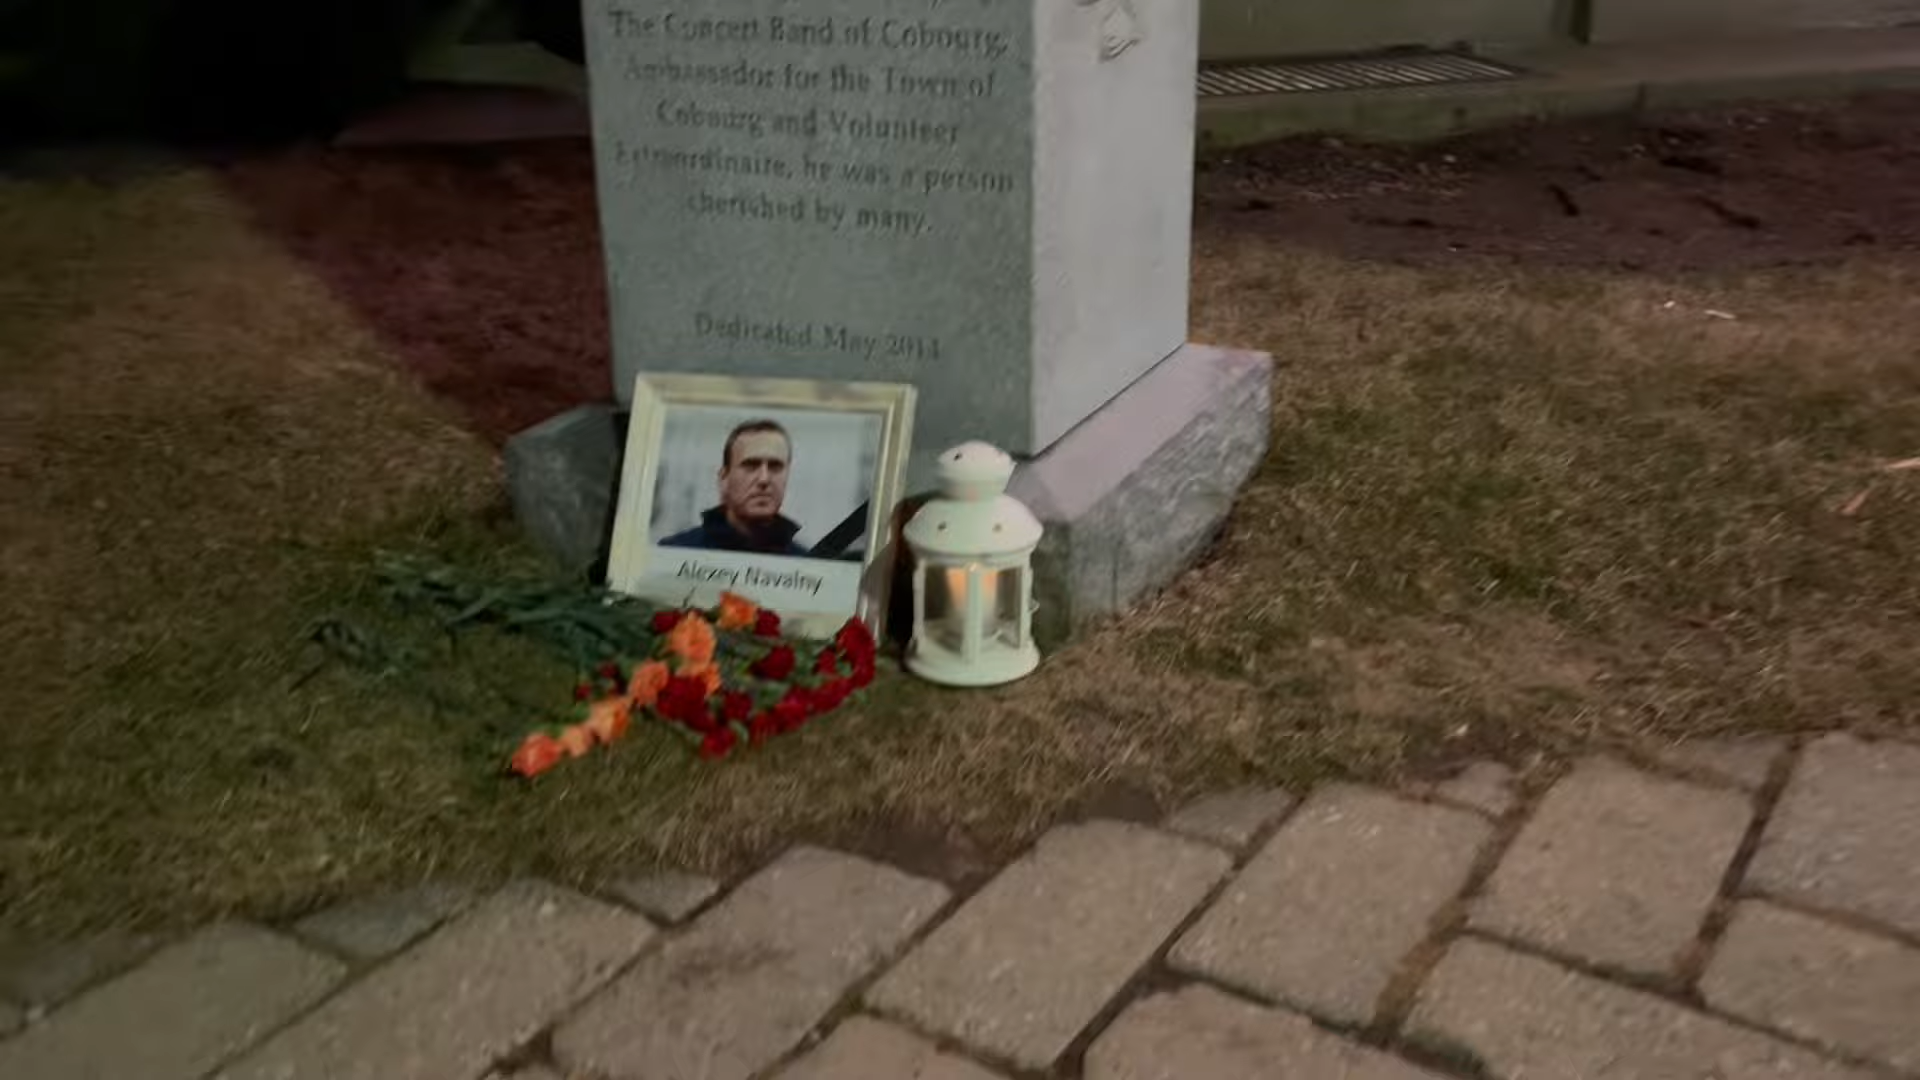 The Concert Band of Cobourg,
Ambassador for the Town of
Cobourg and Volunteer
Extraordinaire, he was a person
cherished by many.
Dedicated May 2011
Alexey Navalny